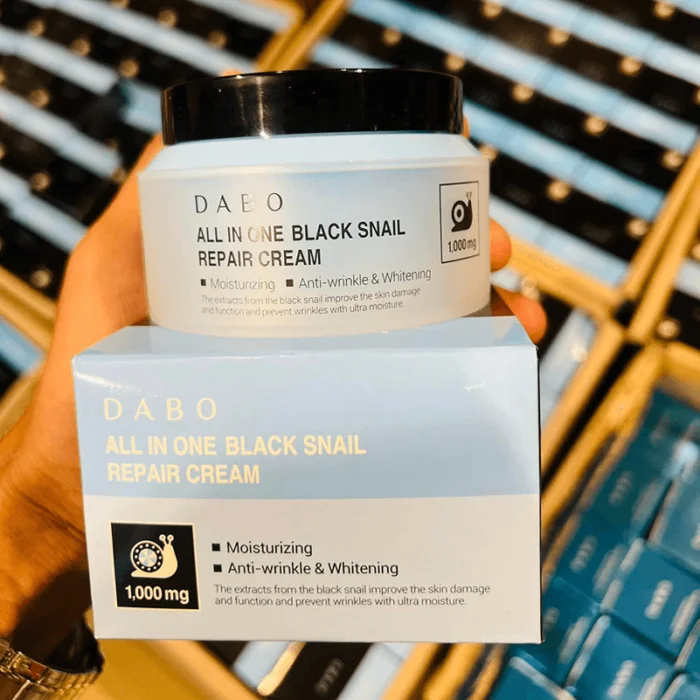 DABO
ALL IN ONE BLACK SNAIL
REPAIR CREAM
■ Moisturizing ■ Anti-wrinkle & Whitening
The extracts from the black snail improve the skin damage
and function and prevent wrinkles with ultra moisture.
1,000 mg
DABO
ALL IN ONE BLACK SNAIL
REPAIR CREAM
■ Moisturizing
■ Anti-wrinkle & Whitening
The extracts from the black snail improve the skin damage
and function and prevent wrinkles with ultra moisture.
1,000 mg